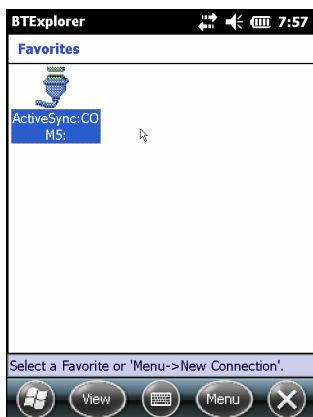 BTExplorer 7:57
Favorites
ActiveSync:CO
M5:
Select a Favorite or 'Menu->New Connection'.
View Menu